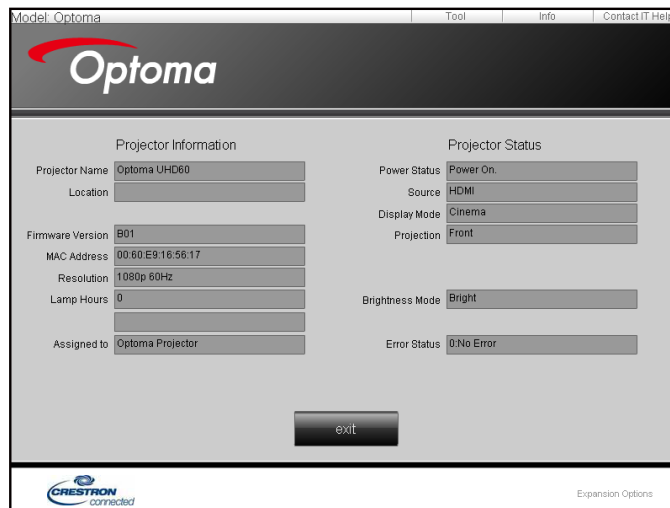 Model: Optoma
Tool Info Contact IT Help
Optoma
Projector Information
Projector Name Optoma UHD60
Location
Firmware Version B01
MAC Address 00:60:E9:16:56:17
Resolution 1080p 60Hz
Lamp Hours 0
Assigned to Optoma Projector
Projector Status
Power Status Power On.
Source HDMI
Display Mode Cinema
Projection Front
Brightness Mode Bright
Error Status 0:No Error
exit
CRESTRON
connected
Expansion Options